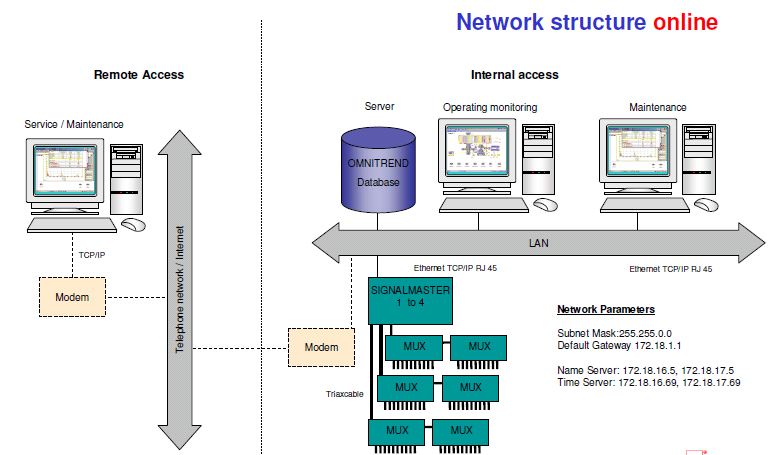 Network structure online
Remote Access
Internal access
Service / Maintenance
Server
Operating monitoring
Maintenance
OMNITREND
Database
TCP/IP
Modem
Telephone network / Internet
LAN
Ethernet TCP/IP RJ 45
Ethernet TCP/IP RJ 45
SIGNALMASTER
1 to 4
Modem
Triaxcable
MUX
MUX
MUX
MUX
MUX
MUX
Network Parameters
Subnet Mask:255.255.0.0
Default Gateway 172.18.1.1
Name Server: 172.18.16.5, 172.18.17.5
Time Server: 172.18.16.69, 172.18.17.69